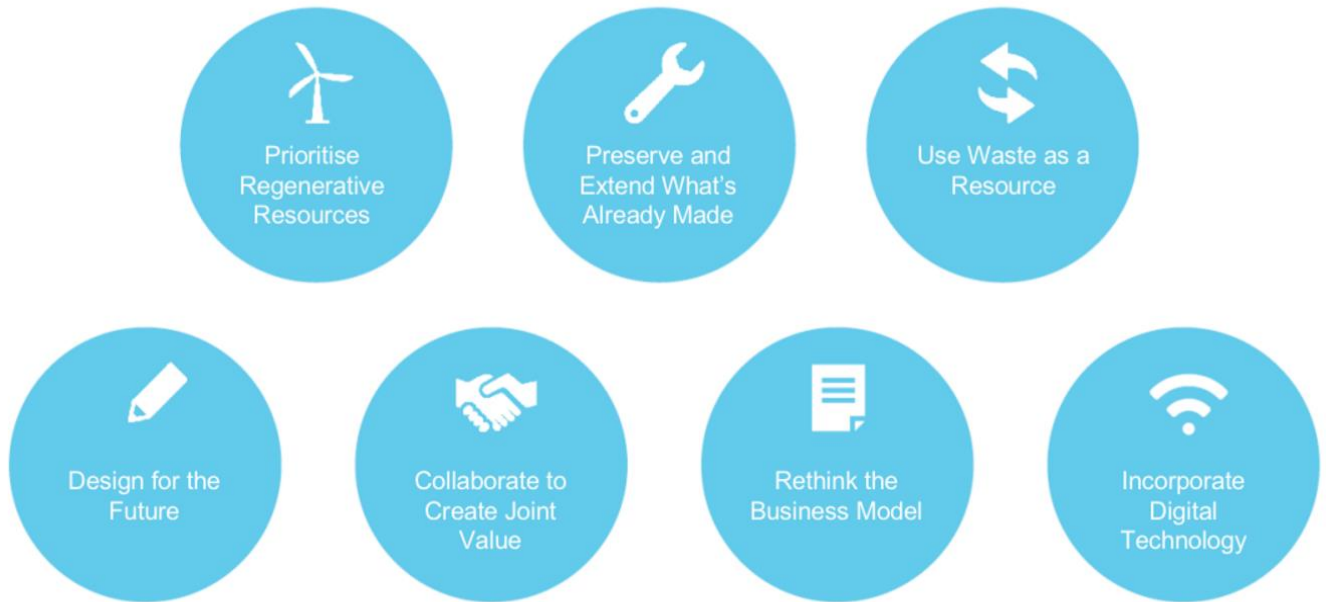 Prioritise
Regenerative
Resources
Preserve and
Extend What's
Already Made
Use Waste as a
Resource
Design for the
Future
Collaborate to
Create Joint
Value
Rethink the
Business Model
Incorporate
Digital
Technology